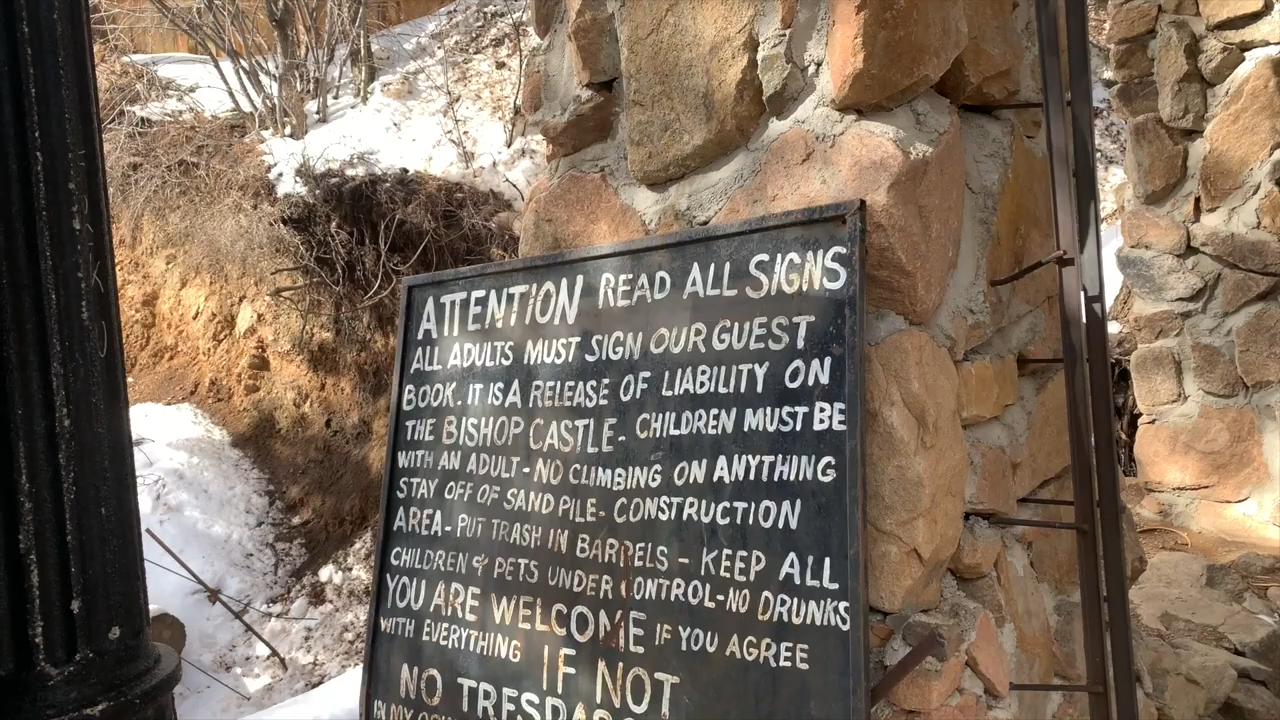 ATTENTION READ ALL SIGNS
ALL ADULTS MUST SIGN OUR GUEST
BOOK. IT IS A RELEASE OF LIABILITY ON
THE BISHOP CASTLE- CHILDREN MUST BE
WITH AN ADULT-NO CLIMBING ON ANYTHING
STAY OFF OF SAND PILE- CONSTRUCTION
AREA- PUT TRASH IN BARRELS - KEEP ALL
CHILDREN & PETS UNDER CONTROL-NO DRUNKS
YOU ARE WELCOME IF YOU AGREE
WITH EVERYTHING IF NOT
NO
IN MY